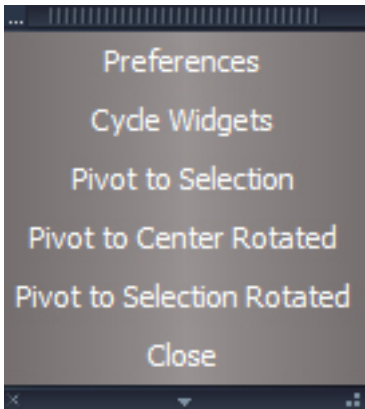 ...
Preferences
Cycle Widgets
Pivot to Selection
Pivot to Center Rotated
Pivot to Selection Rotated
Close